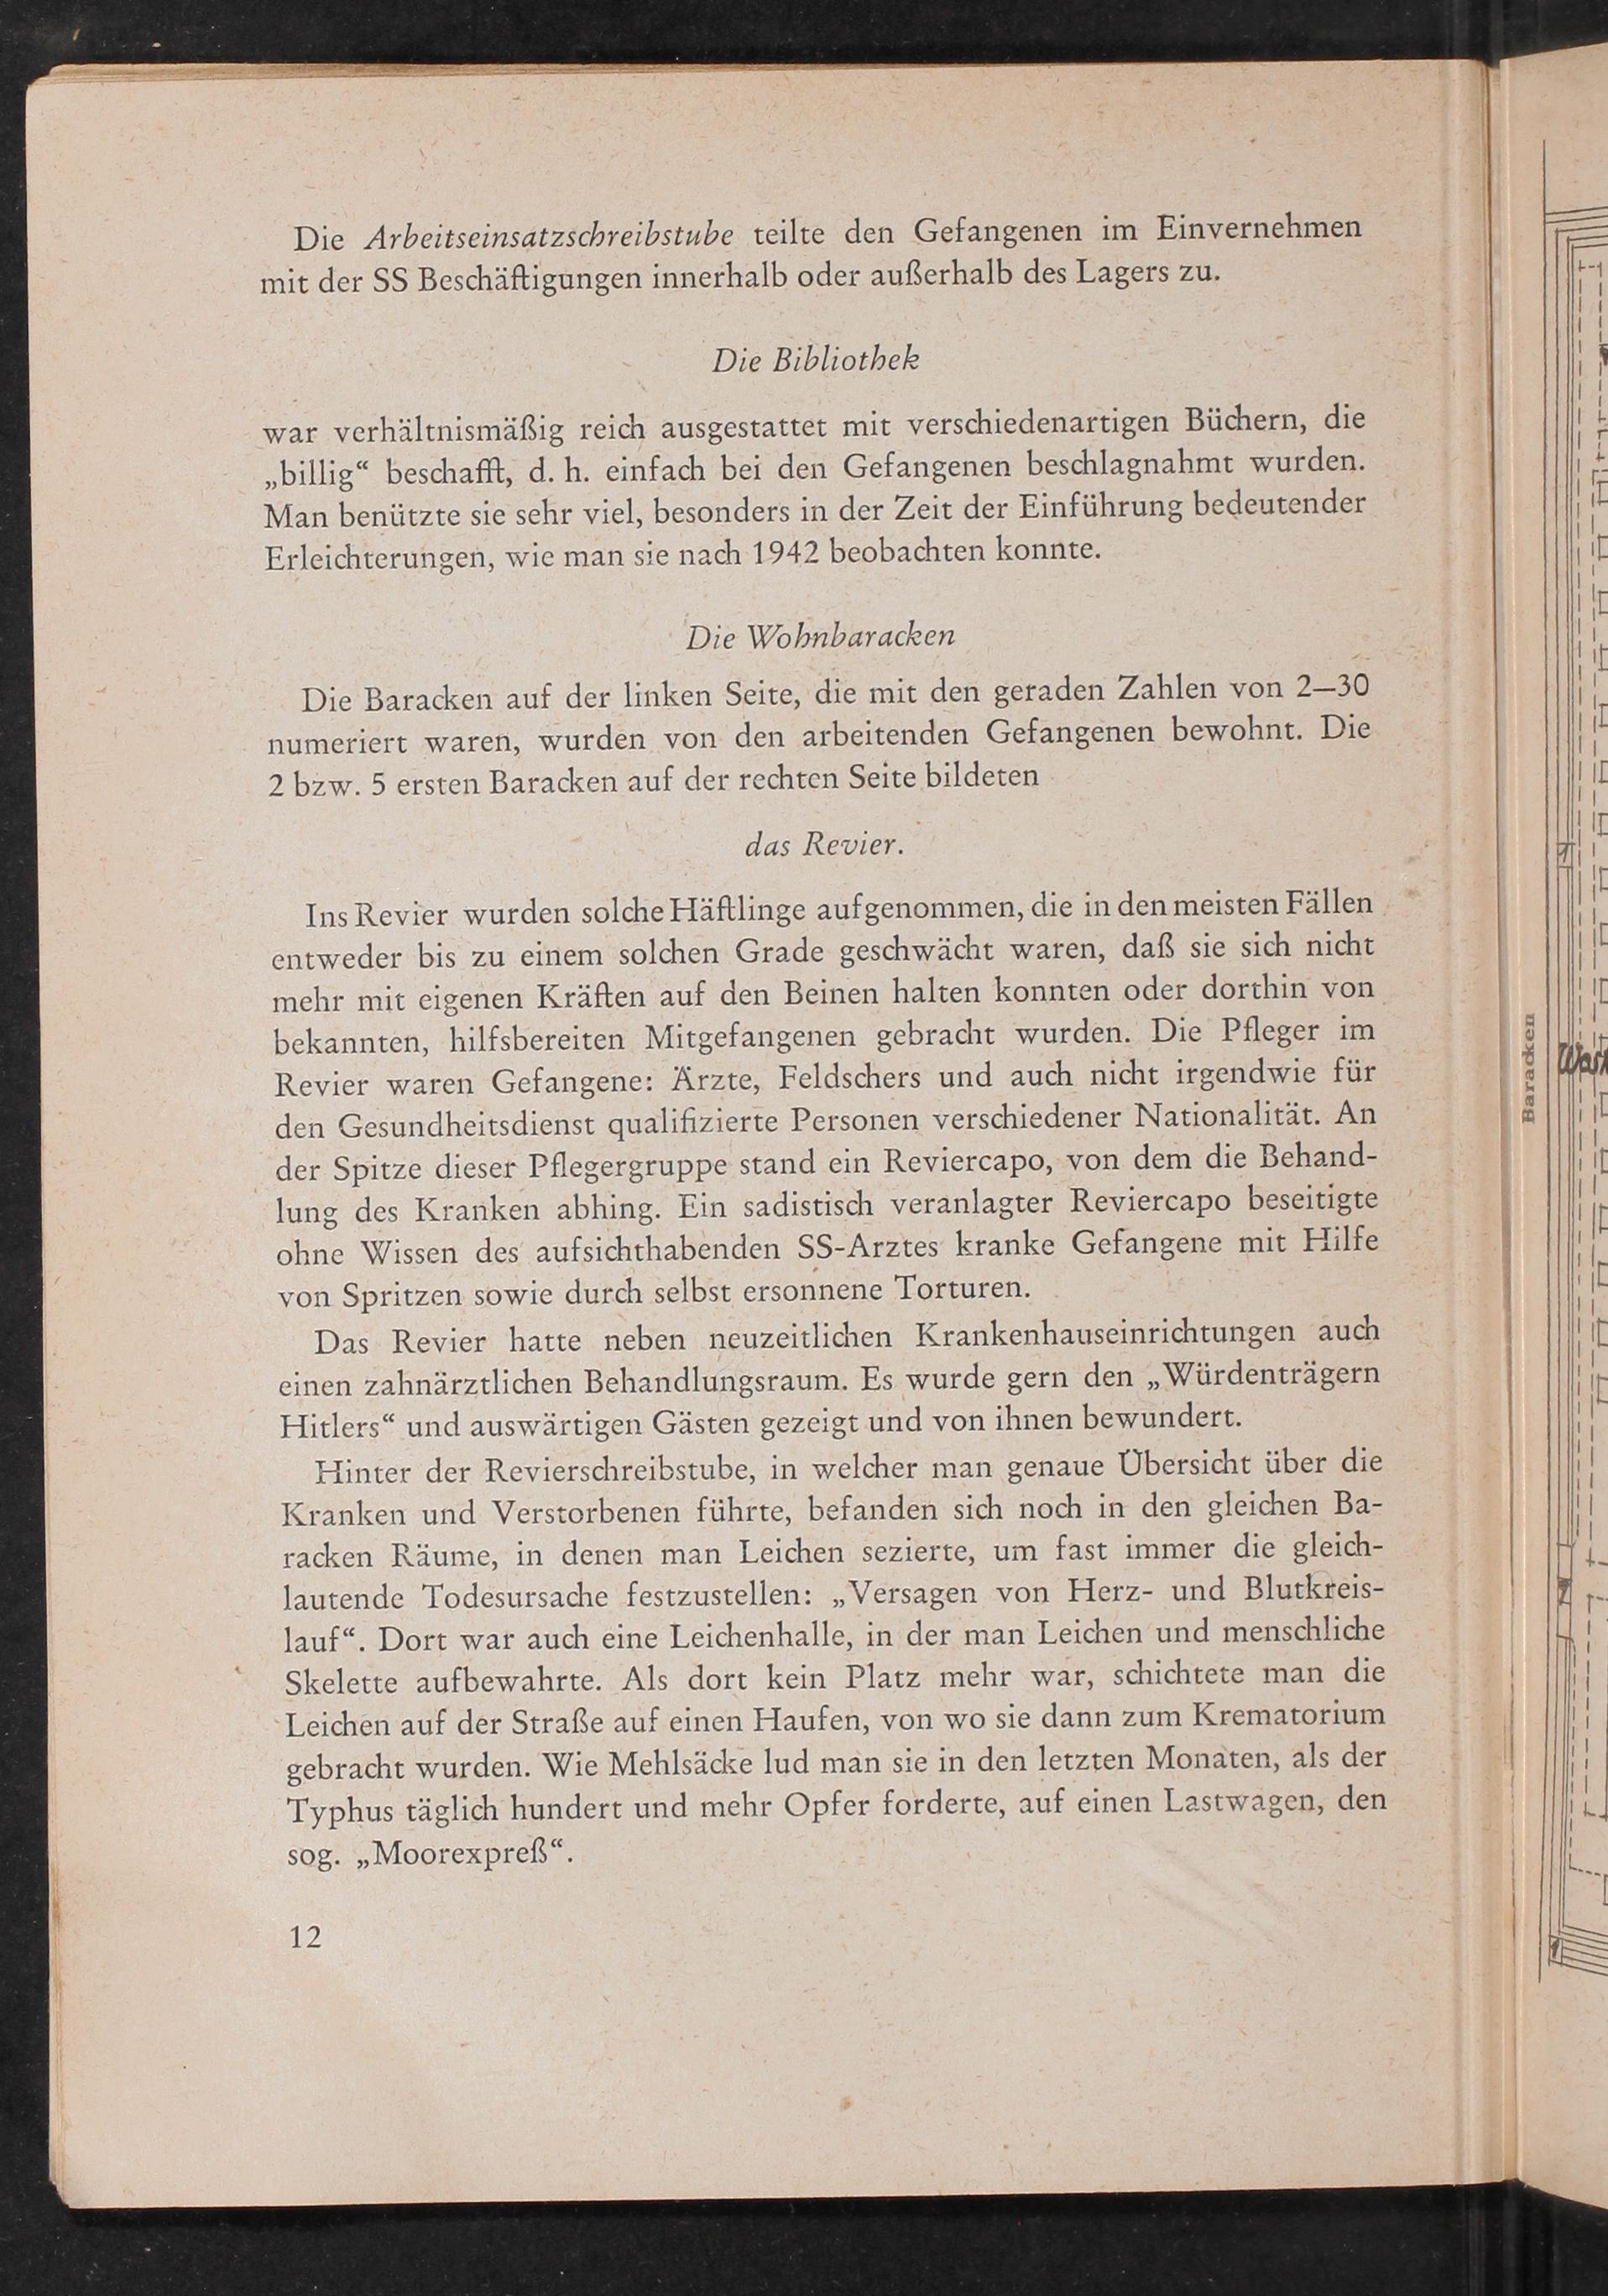 Die Arbeitseinsatzschreibstube teilte den Gefangenen im Einvernehmen
mit der SS Beschäftigungen innerhalb oder außerhalb des Lagers zu.
Die Bibliothek
war verhältnismäßig reich ausgestattet mit verschiedenartigen Büchern, die
„billig“ beschafft, d. h. einfach bei den Gefangenen beschlagnahmt wurden.
Man benützte sie sehr viel, besonders in der Zeit der Einführung bedeutender
Erleichterungen, wie man sie nach 1942 beobachten konnte.
Die Wohnbaracken
Die Baracken auf der linken Seite, die mit den geraden Zahlen von 2—30
numeriert waren, wurden von den arbeitenden Gefangenen bewohnt. Die
2 bzw. 5 ersten Baracken auf der rechten Seite bildeten
das Revier.
Ins Revier wurden solche Häftlinge aufgenommen, die in den meisten Fällen
entweder bis zu einem solchen Grade geschwächt waren, daß sie sich nicht
mehr mit eigenen Kräften auf den Beinen halten konnten oder dorthin von
bekannten, hilfsbereiten Mitgefangenen gebracht wurden. Die Pfleger im
Revier waren Gefangene: Ärzte, Feldschers und auch nicht irgendwie für
den Gesundheitsdienst qualifizierte Personen verschiedener Nationalität. An
der Spitze dieser Pflegergruppe stand ein Reviercapo, von dem die Behand-
lung des Kranken abhing. Ein sadistisch veranlagter Reviercapo beseitigte
ohne Wissen des aufsichthabenden SS-Arztes kranke Gefangene mit Hilfe
von Spritzen sowie durch selbst ersonnene Torturen.
Das Revier hatte neben neuzeitlichen Krankenhauseinrichtungen auch
einen zahnärztlichen Behandlungsraum. Es wurde gern den „Würdenträgern
Hitlers“ und auswärtigen Gästen gezeigt und von ihnen bewundert.
Hinter der Revierschreibstube, in welcher man genaue Übersicht über die
Kranken und Verstorbenen führte, befanden sich noch in den gleichen Ba-
racken Räume, in denen man Leichen sezierte, um fast immer die gleich-
lautende Todesursache festzustellen: „Versagen von Herz- und Blutkreis-
lauf“. Dort war auch eine Leichenhalle, in der man Leichen und menschliche
Skelette aufbewahrte. Als dort kein Platz mehr war, schichtete man die
Leichen auf der Straße auf einen Haufen, von wo sie dann zum Krematorium
gebracht wurden. Wie Mehlsäcke lud man sie in den letzten Monaten, als der
Typhus täglich hundert und mehr Opfer forderte, auf einen Lastwagen, den
sog. „Moorexpreß“.
12
Baracken